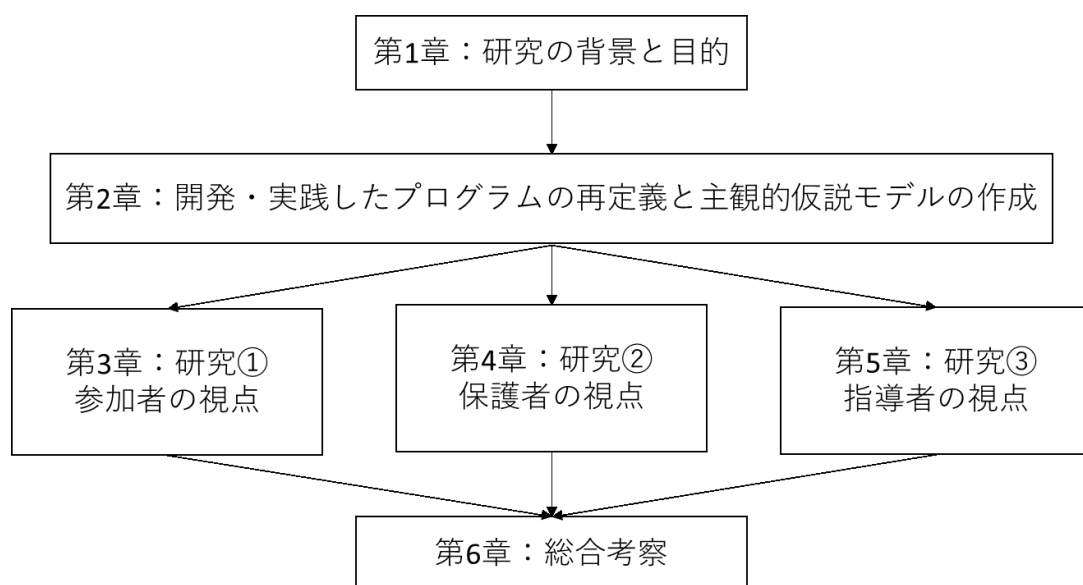 第1章：研究の背景と目的
第2章：開発・実践したプログラムの再定義と主観的仮説モデルの作成
第3章：研究①
参加者の視点
第4章：研究②
保護者の視点
第5章：研究③
指導者の視点
第6章：総合考察